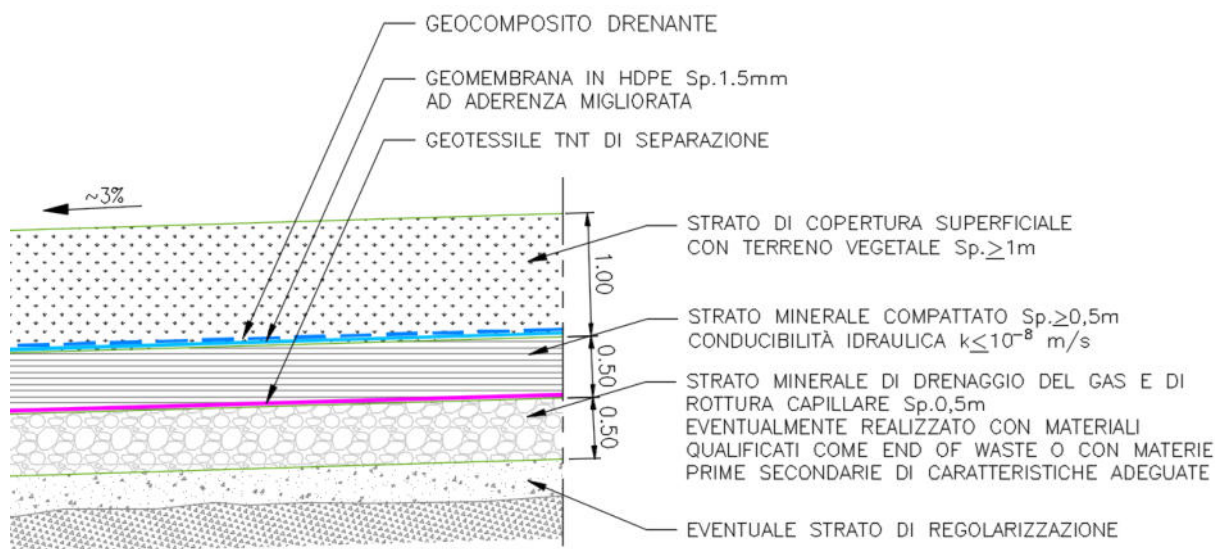 GEOCOMPOSITO DRENANTE
GEOMEMBRANA IN HDPE Sp.1.5mm
AD ADERENZA MIGLIORATA
GEOTESSILE TNT DI SEPARAZIONE
~3%
STRATO DI COPERTURA SUPERFICIALE
CON TERRENO VEGETALE Sp.≥1m
1.00
STRATO MINERALE COMPATTATO Sp.≥0,5m
CONDUCIBILITÀ IDRAULICA k≤10⁻⁸ m/s
0.50
STRATO MINERALE DI DRENAGGIO DEL GAS E DI
ROTTURA CAPILLARE Sp.0,5m
EVENTUALMENTE REALIZZATO CON MATERIALI
QUALIFICATI COME END OF WASTE O CON MATERIE
PRIME SECONDARIE DI CARATTERISTICHE ADEGUATE
0.50
EVENTUALE STRATO DI REGOLARIZZAZIONE